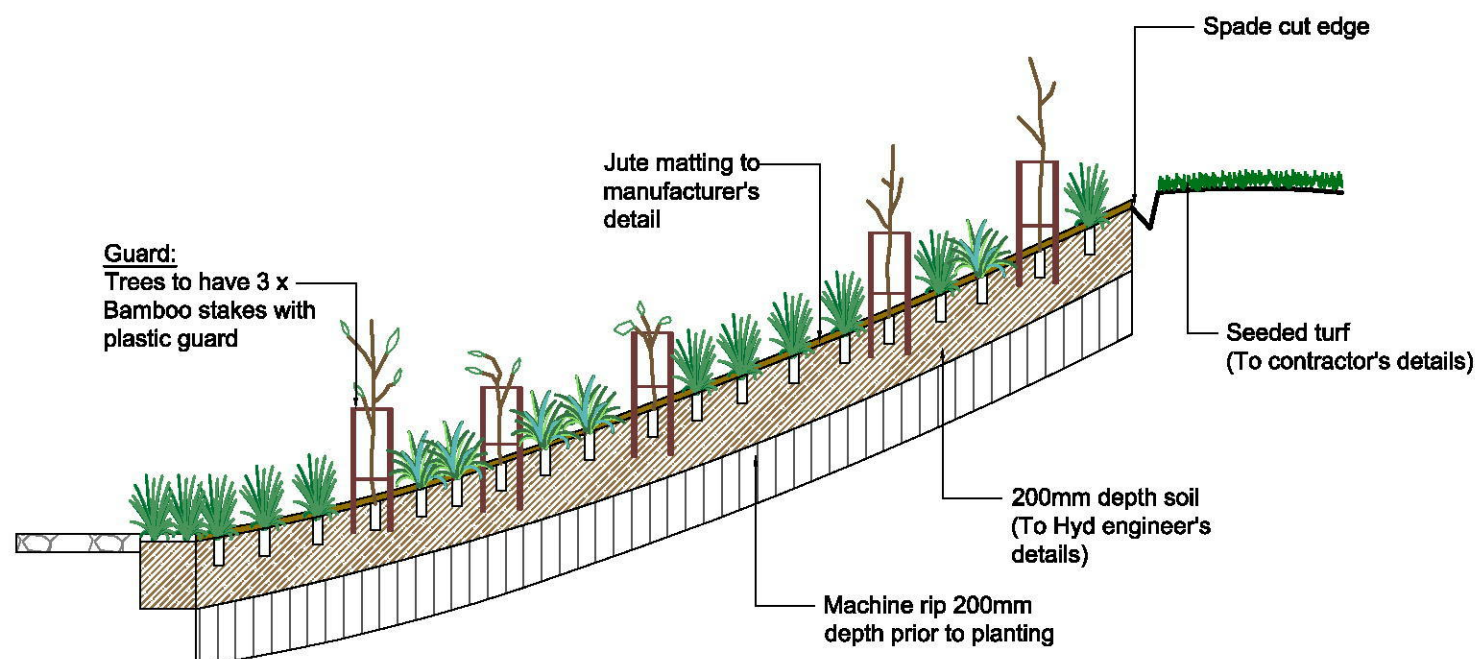 Spade cut edge
Jute matting to
manufacturer's
detail
Guard:
Trees to have 3 x
Bamboo stakes with
plastic guard
Seeded turf
(To contractor's details)
200mm depth soil
(To Hyd engineer's
details)
Machine rip 200mm
depth prior to planting